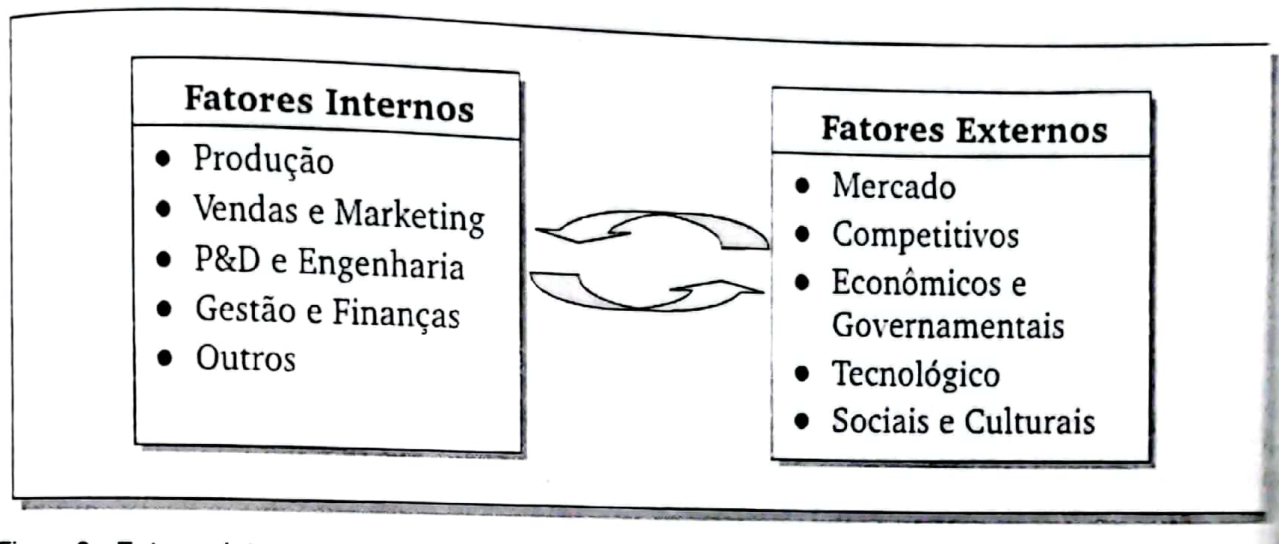 Fatores Internos
• Produção
• Vendas e Marketing
• P&D e Engenharia
• Gestão e Finanças
• Outros
Fatores Externos
• Mercado
• Competitivos
• Econômicos e
Governamentais
• Tecnológico
• Sociais e Culturais